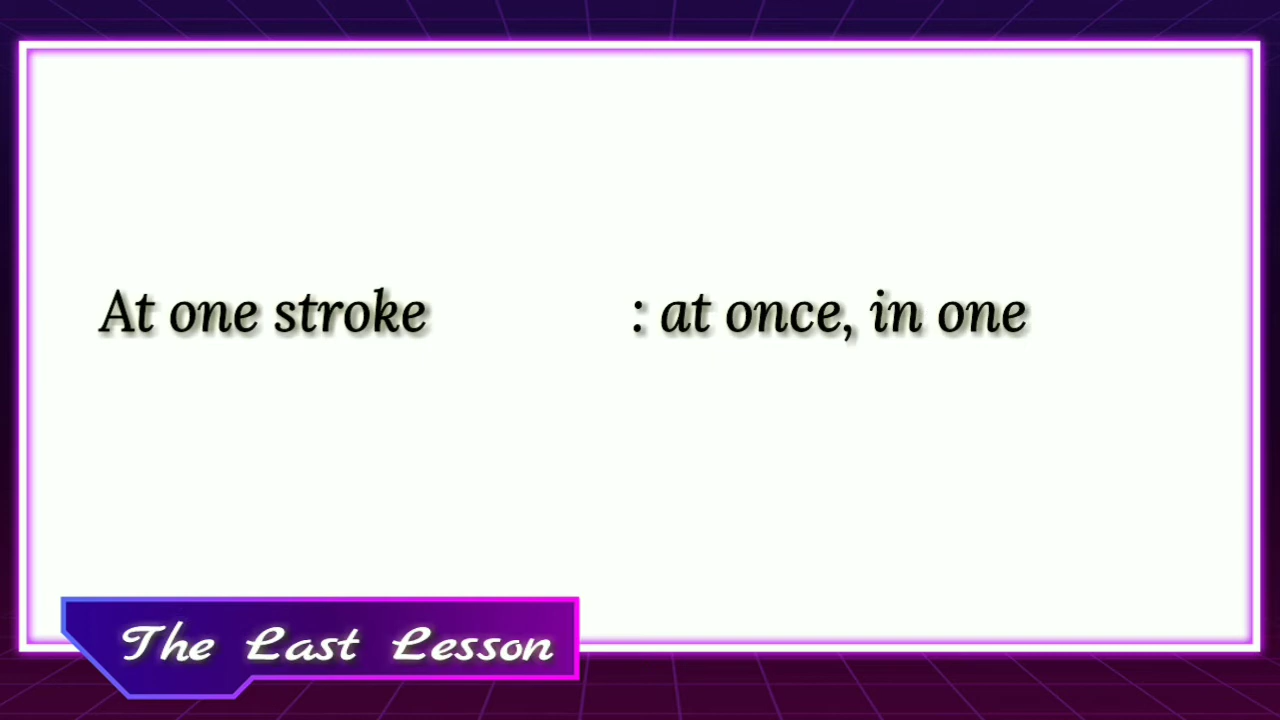 At one stroke : at once, in one
The Last Lesson